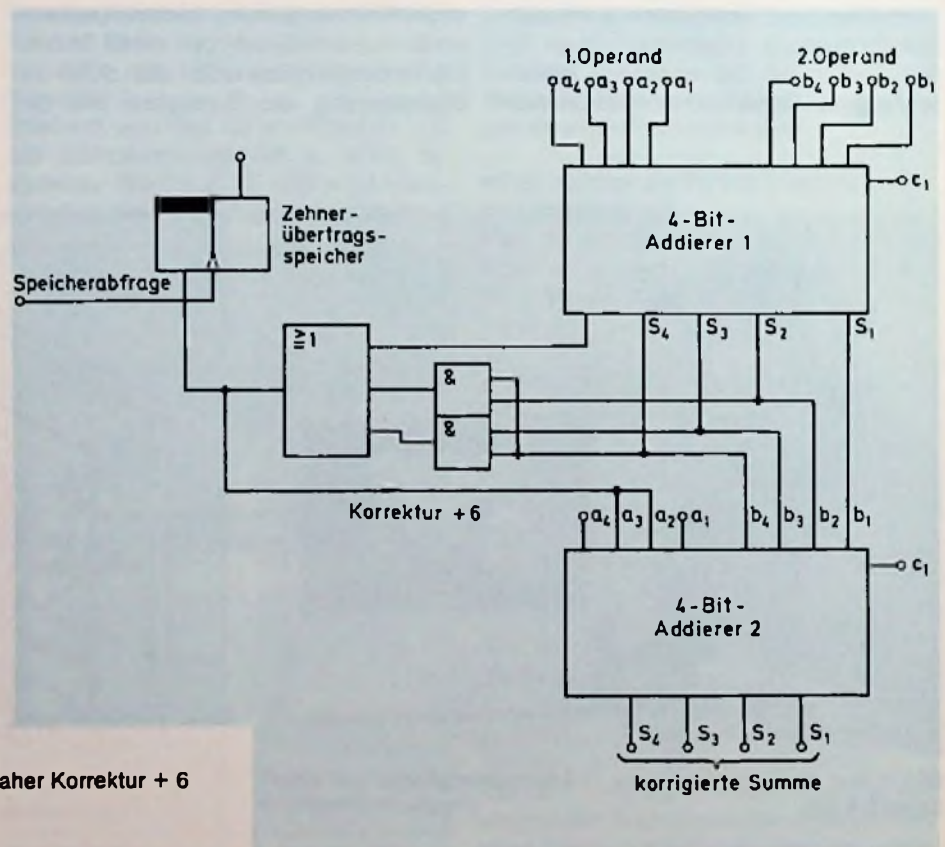 1.Operand 2.Operand
a₄ a₃ a₂ a₁ b₄ b₃ b₂ b₁
c₁
4-Bit-
Addierer 1
Zehner-
übertrags-
speicher
Speicherabfrage
S₄ S₃ S₂ S₁
≧1
&
&
Korrektur +6
a₄ a₃ a₂ a₁ b₄ b₃ b₂ b₁
c₁
4-Bit-
Addierer 2
S₄ S₃ S₂ S₁
korrigierte Summe
aher Korrektur + 6